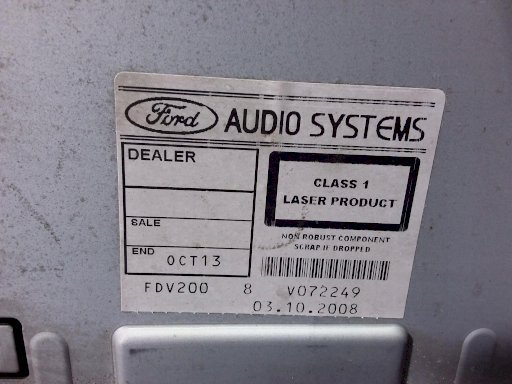 Ford AUDIO SYSTEMS
DEALER
SALE
END OCT13
CLASS 1
LASER PRODUCT
NON ROBUST COMPONENT
SCRAP IF DROPPED
FDV200 8 V072249
03.10.2008